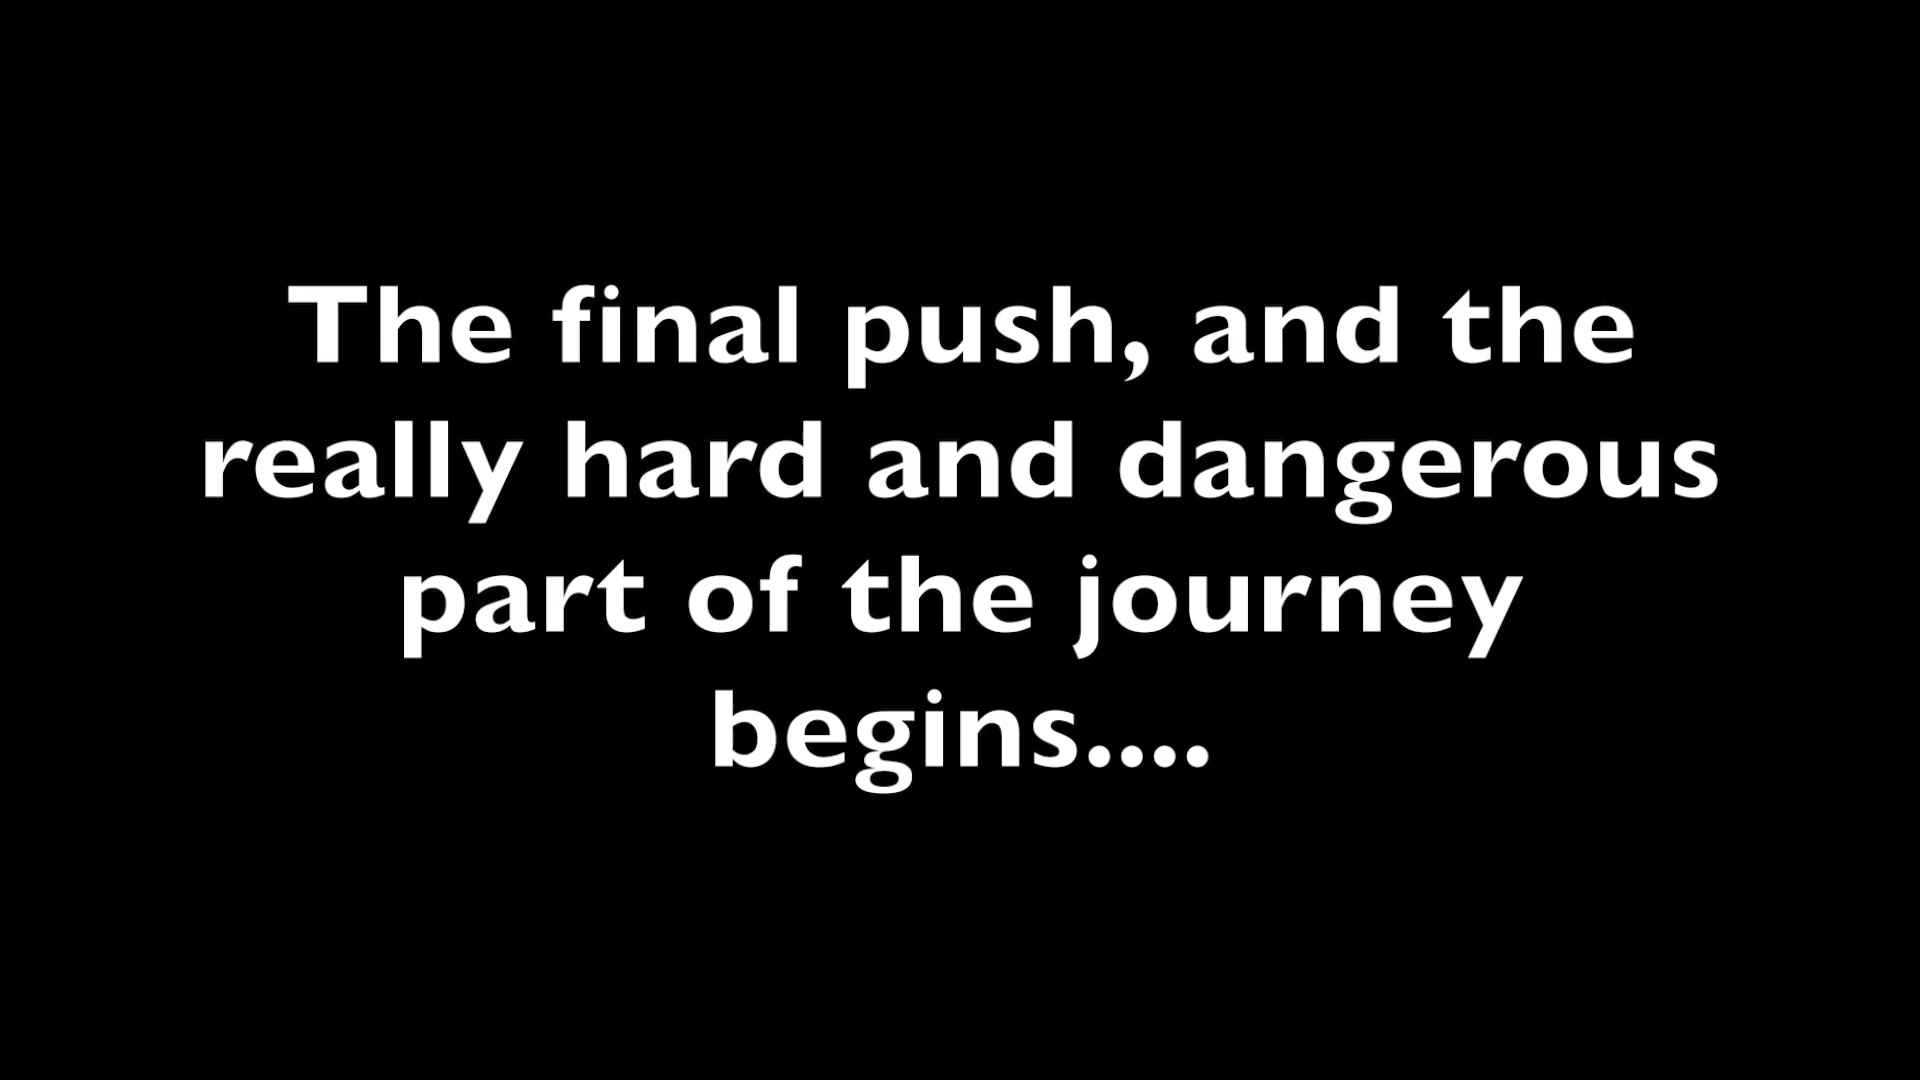 The final push, and the
really hard and dangerous
part of the journey
begins....